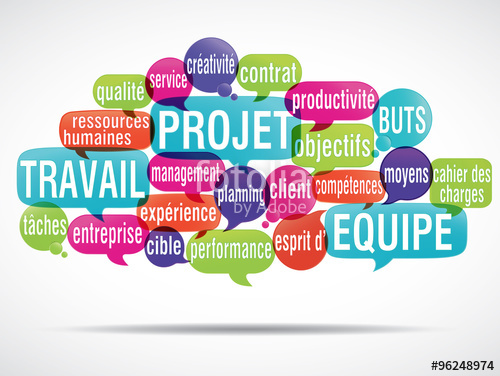 créativité
service
contrat
qualité
productivité
PROJET
BUTS
ressources
humaines
objectifs
TRAVAIL
management
planning
client
compétences
moyens
cahier des
charges
expérience
tâches
entreprise
cible
performance
esprit d'
EQUIPE
fotolia
by Adobe
#96248974